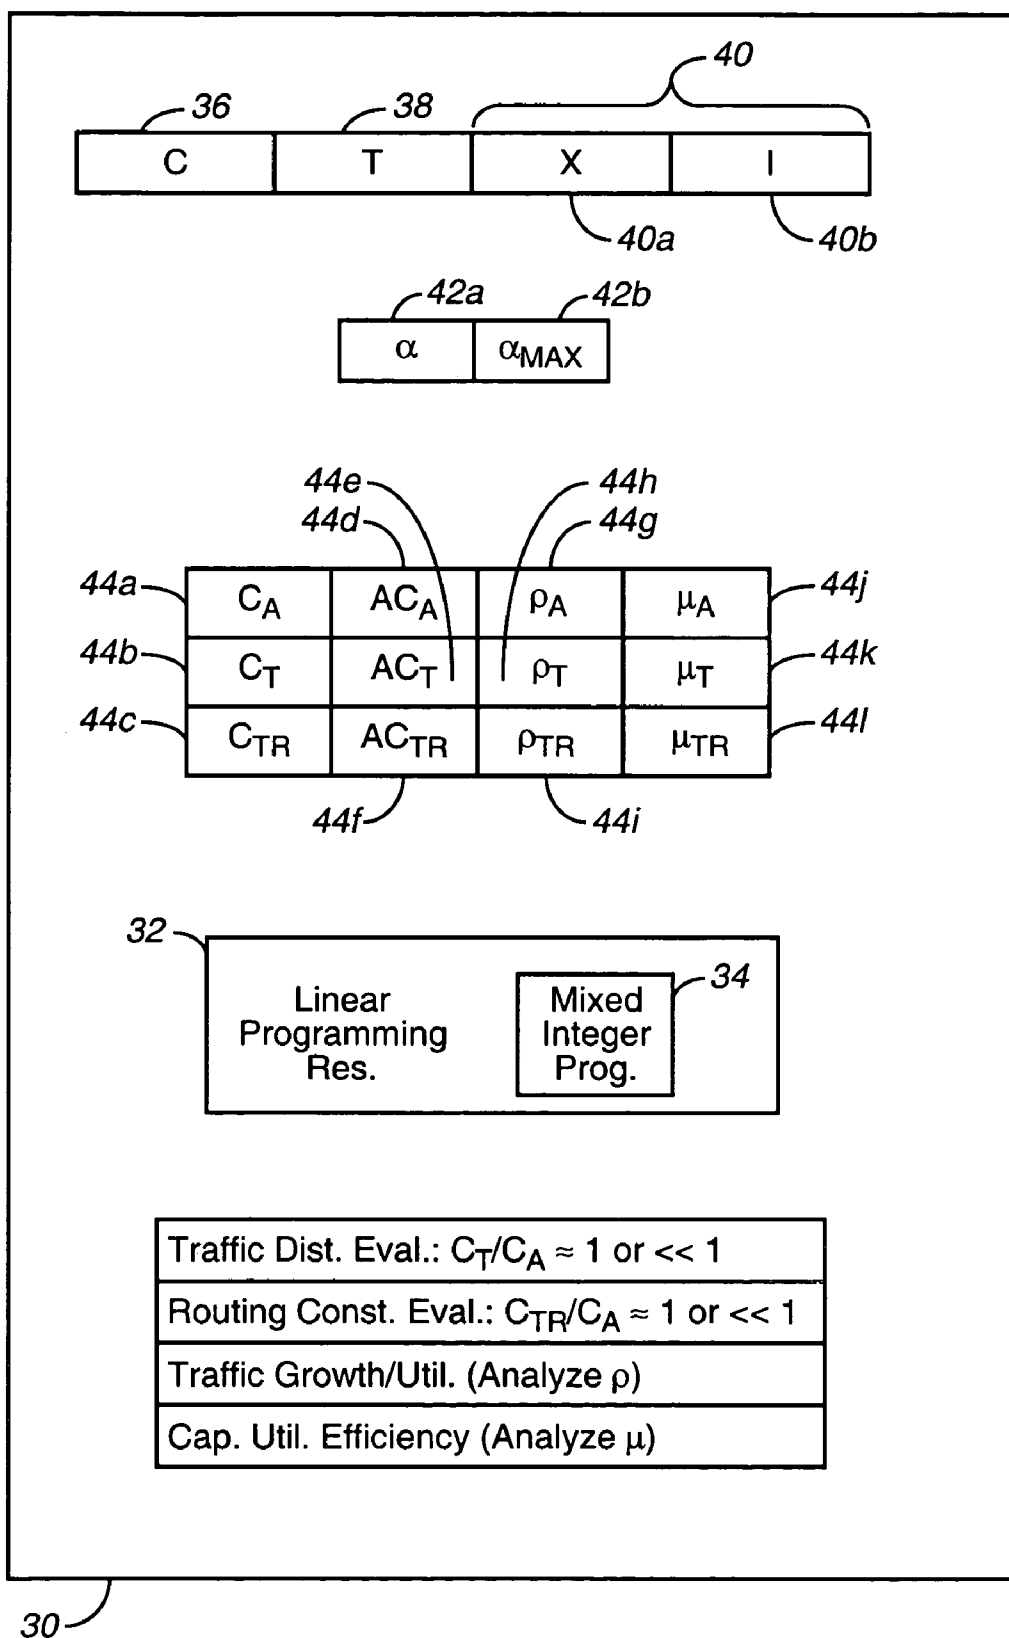 40
36 38
C T X I
40a 40b
42a 42b
α αMAX
44e 44h
44d 44g
44a CA ACA ρA μA 44j
44b CT ACT ρT μT 44k
44c CTR ACTR ρTR μTR 44l
44f 44i
32
34
Linear
Programming
Res.
Mixed
Integer
Prog.
Traffic Dist. Eval.: CT/CA ≈ 1 or << 1
Routing Const. Eval.: CTR/CA ≈ 1 or << 1
Traffic Growth/Util. (Analyze ρ)
Cap. Util. Efficiency (Analyze μ)
30